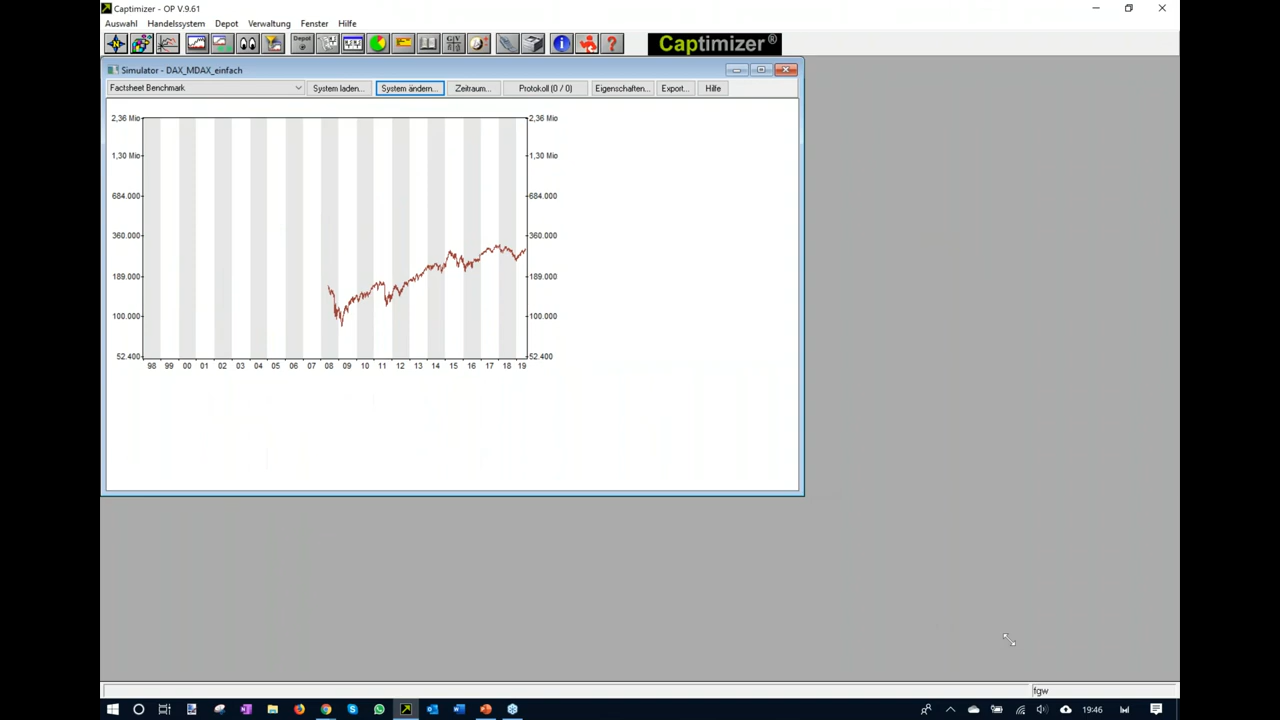 Captimizer - OP V.9.61
Auswahl Handelssystem Depot Verwaltung Fenster Hilfe
Depot G|V Captimizer®
Simulator - DAX_MDAX_einfach
Factsheet Benchmark System laden... System ändern... Zeitraum... Protokoll (0 / 0) Eigenschaften... Export... Hilfe
2,36 Mio 2,36 Mio
1,30 Mio 1,30 Mio
684.000 684.000
360.000 360.000
189.000 189.000
100.000 100.000
52.400 52.400
98 99 00 01 02 03 04 05 06 07 08 09 10 11 12 13 14 15 16 17 18 19
fgw
19:46